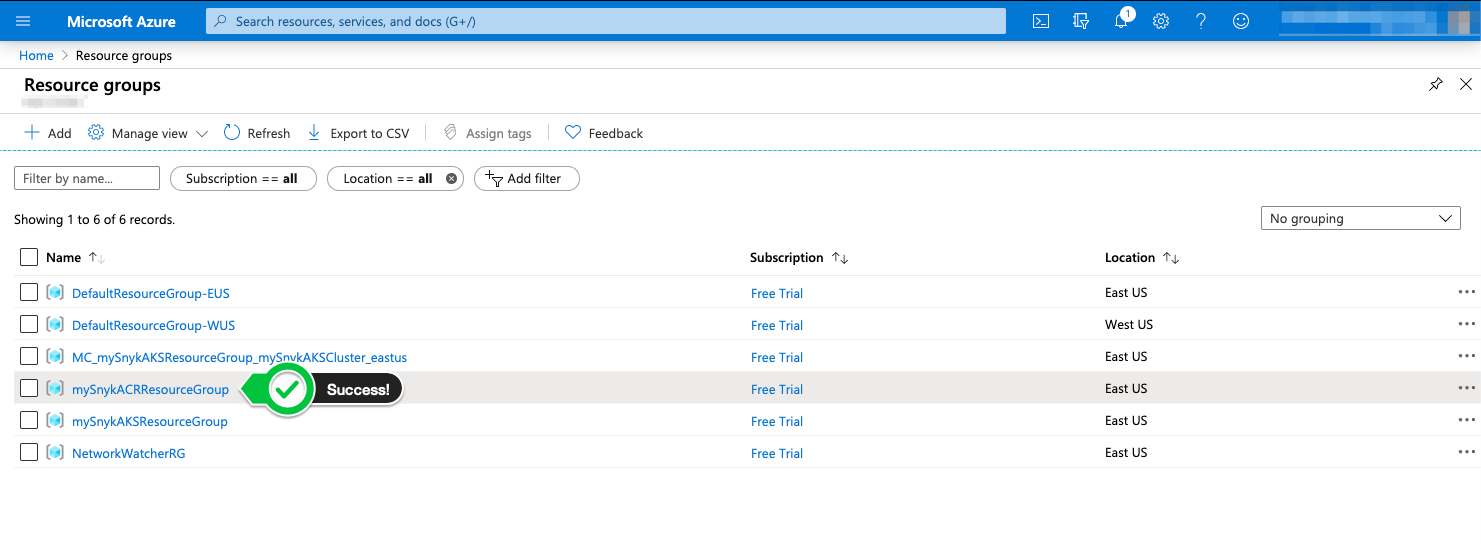 Microsoft Azure Search resources, services, and docs (G+/) 1
Home > Resource groups
Resource groups
Add Manage view Refresh Export to CSV Assign tags Feedback
Filter by name... Subscription == all Location == all Add filter
Showing 1 to 6 of 6 records. No grouping
Name Subscription Location
DefaultResourceGroup-EUS Free Trial East US
DefaultResourceGroup-WUS Free Trial West US
MC_mySnykAKSResourceGroup_mySnykAKSCluster_eastus Free Trial East US
mySnykACRResourceGroup Success! Free Trial East US
mySnykAKSResourceGroup Free Trial East US
NetworkWatcherRG Free Trial East US